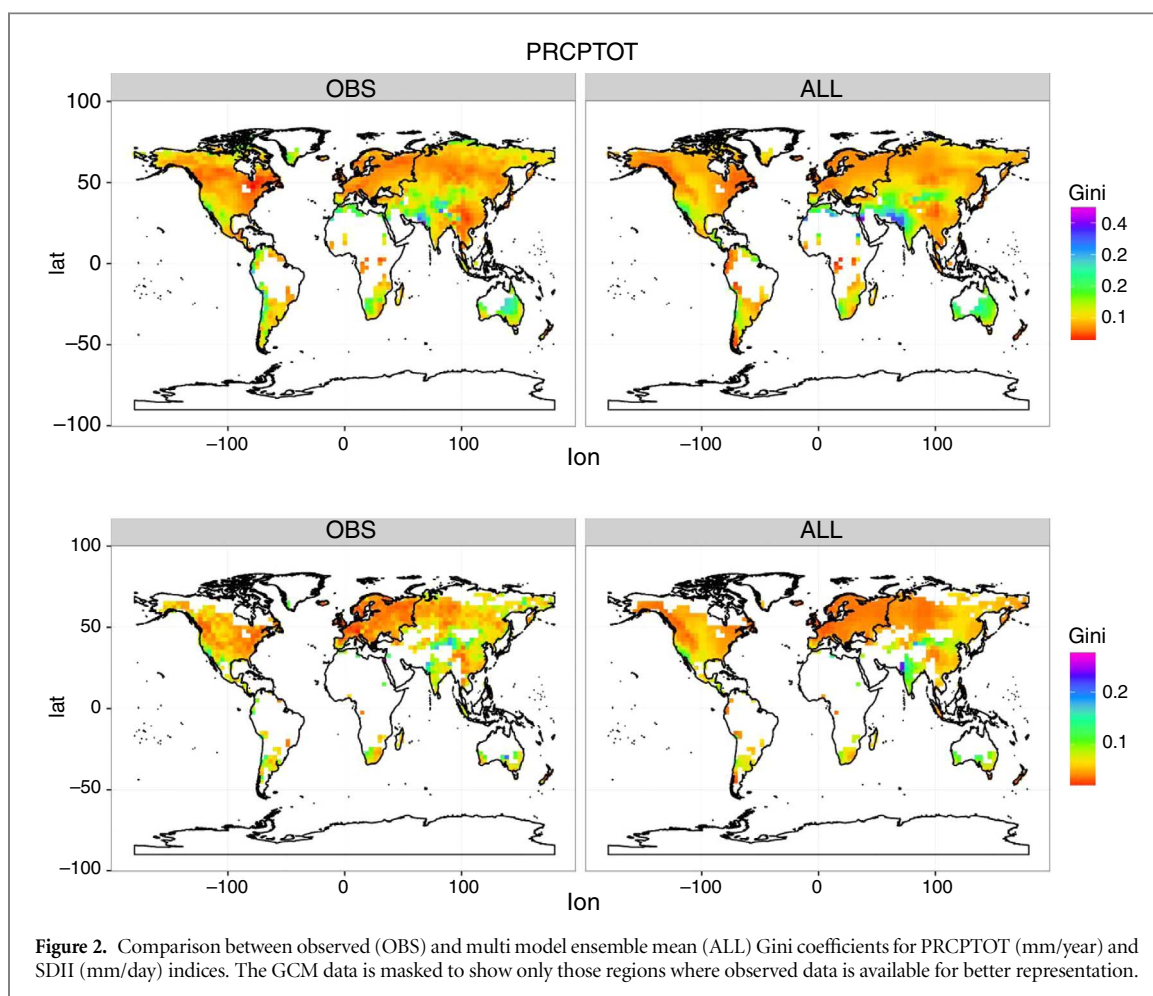 PRCPTOT
OBS
ALL
100
50
0
−50
−100
lat
−100
0
100
−100
0
100
lon
Gini
0.4
0.2
0.2
0.1
OBS
ALL
100
50
0
−50
−100
lat
−100
0
100
−100
0
100
lon
Gini
0.2
0.1
Figure 2. Comparison between observed (OBS) and multi model ensemble mean (ALL) Gini coefficients for PRCPTOT (mm/year) and
SDII (mm/day) indices. The GCM data is masked to show only those regions where observed data is available for better representation.